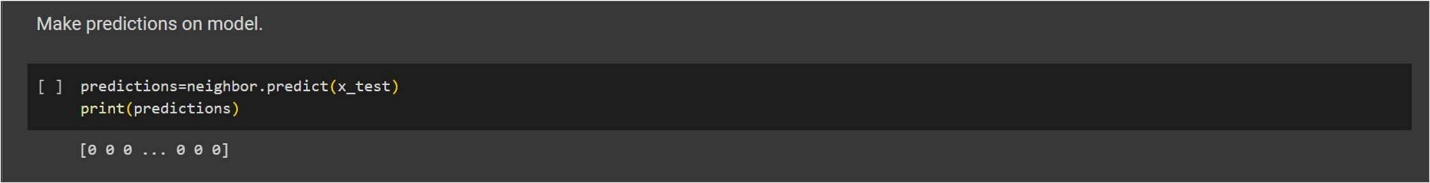 Make predictions on model.
[ ] predictions=neighbor.predict(x_test)
print(predictions)
[0 0 0 ... 0 0 0]